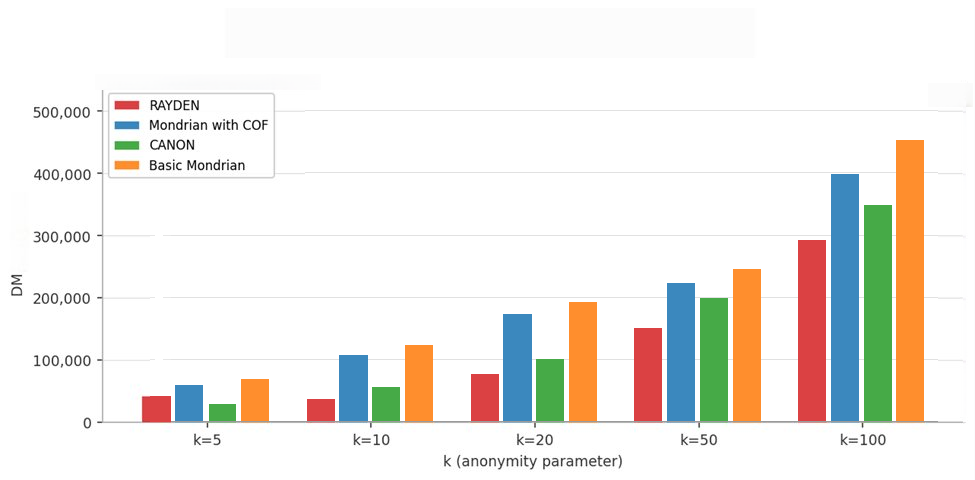 500,000
400,000
300,000
200,000
100,000
0
DM
RAYDEN
Mondrian with COF
CANON
Basic Mondrian
k=5 k=10 k=20 k=50 k=100
k (anonymity parameter)